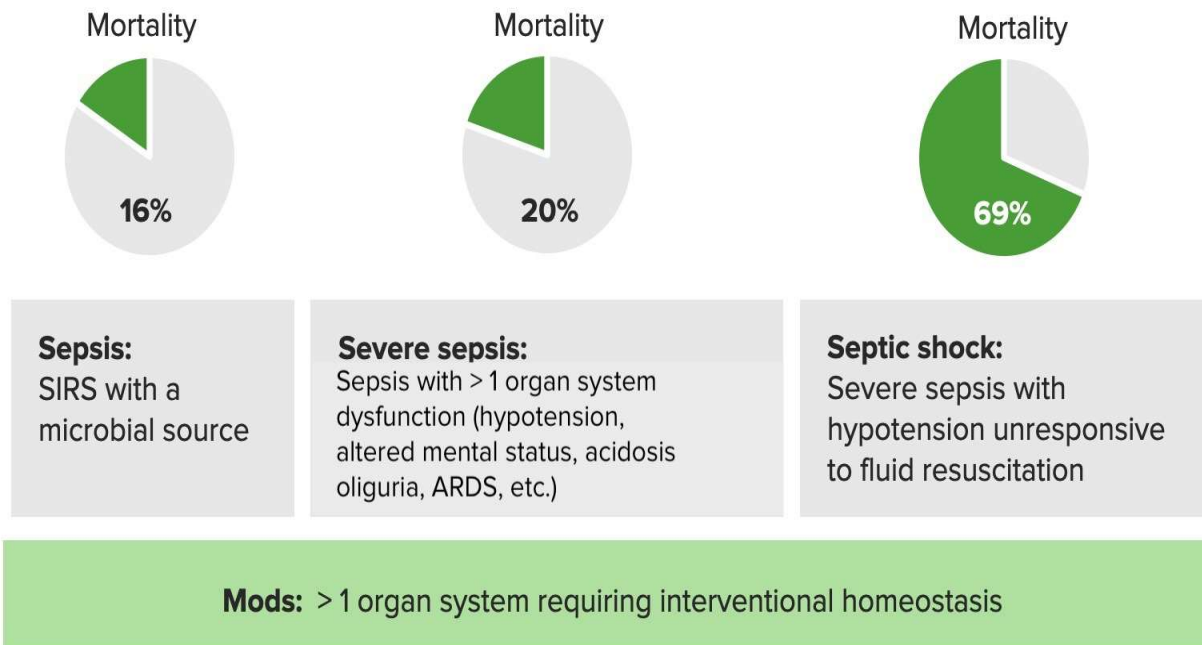 Mortality
16%
Mortality
20%
Mortality
69%
Sepsis:
SIRS with a
microbial source
Severe sepsis:
Sepsis with > 1 organ system
dysfunction (hypotension,
altered mental status, acidosis
oliguria, ARDS, etc.)
Septic shock:
Severe sepsis with
hypotension unresponsive
to fluid resuscitation
Mods: > 1 organ system requiring interventional homeostasis